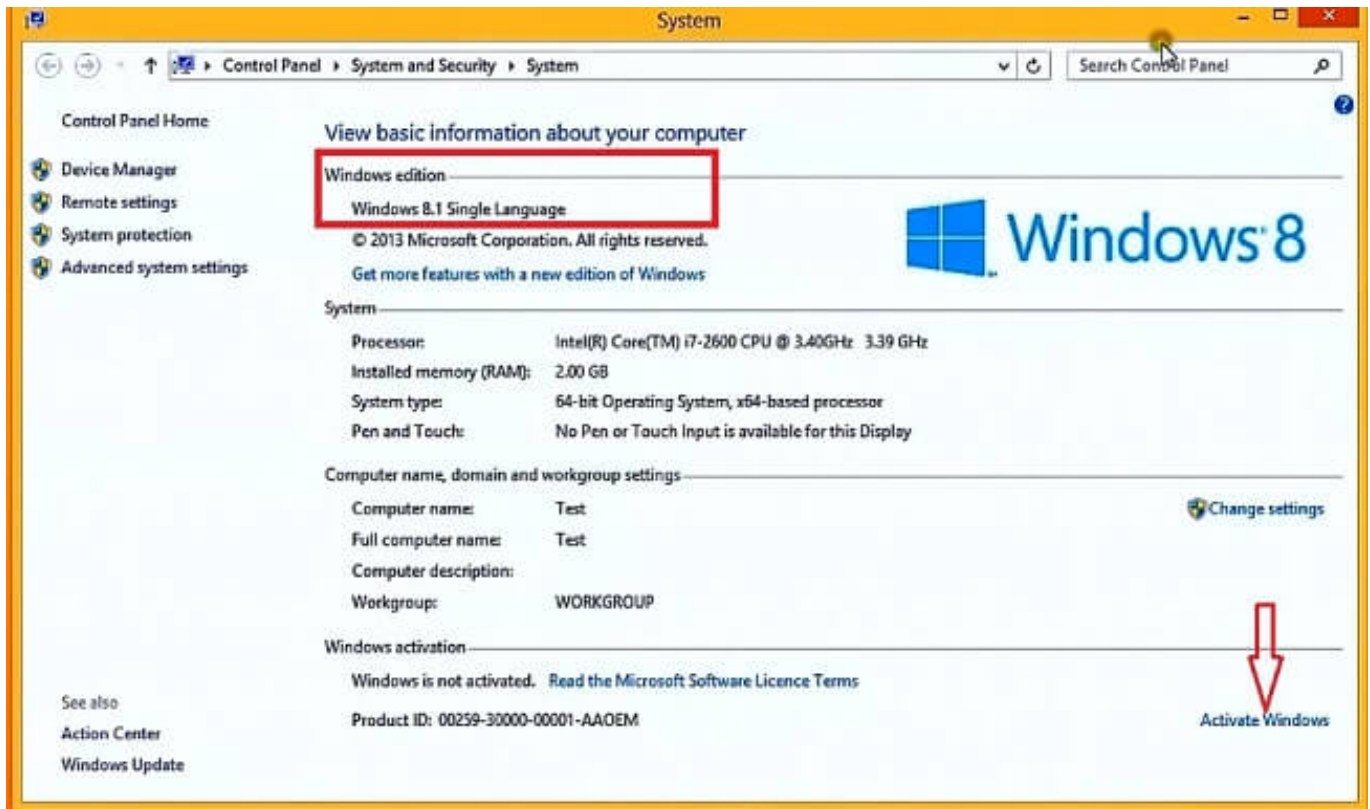 System
Control Panel System and Security System
Search Control Panel
Control Panel Home
Device Manager
Remote settings
System protection
Advanced system settings
See also
Action Center
Windows Update
View basic information about your computer
Windows edition
Windows 8.1 Single Language
© 2013 Microsoft Corporation. All rights reserved.
Get more features with a new edition of Windows
Windows 8
System
Processor: Intel(R) Core(TM) i7-2600 CPU @ 3.40GHz 3.39 GHz
Installed memory (RAM): 2.00 GB
System type: 64-bit Operating System, x64-based processor
Pen and Touch: No Pen or Touch Input is available for this Display
Computer name, domain and workgroup settings
Computer name: Test
Change settings
Full computer name: Test
Computer description:
Workgroup: WORKGROUP
Windows activation
Windows is not activated. Read the Microsoft Software Licence Terms
Product ID: 00259-30000-00001-AAOEM
Activate Windows